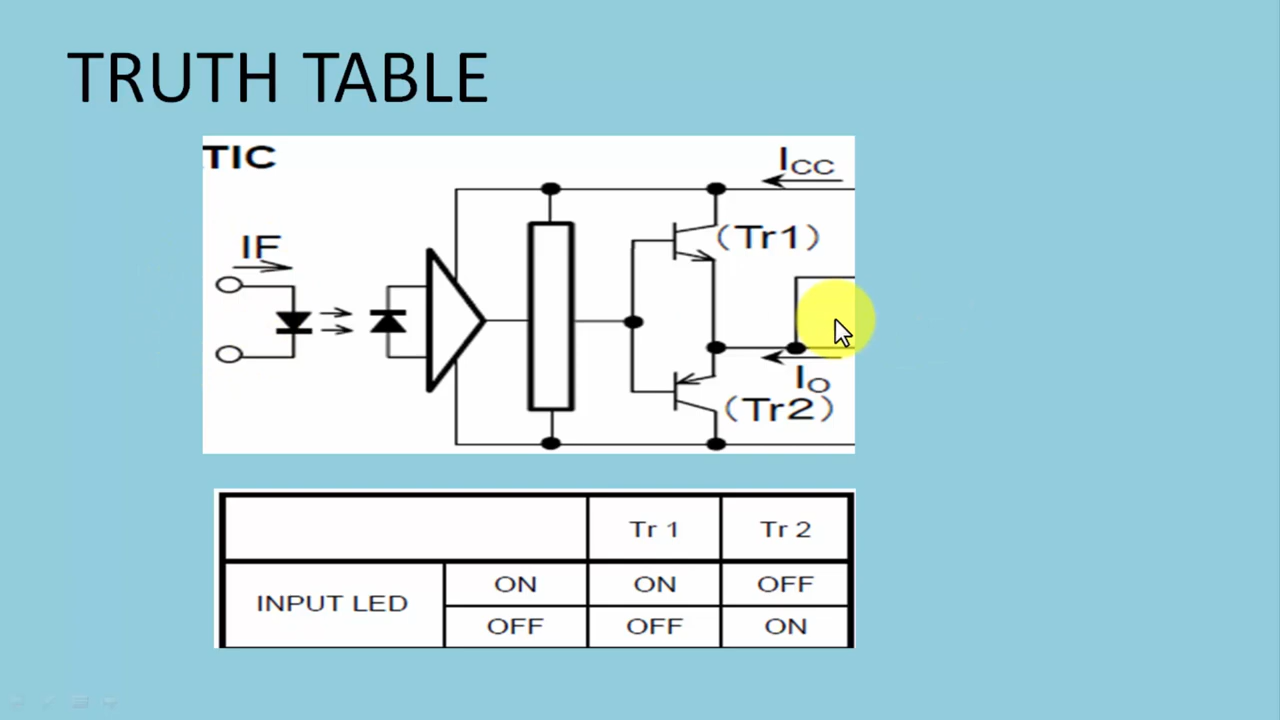 TRUTH TABLE
TIC
ICC
IF
(Tr1)
IO
(Tr2)
Tr 1 Tr 2
INPUT LED ON ON OFF
OFF OFF ON